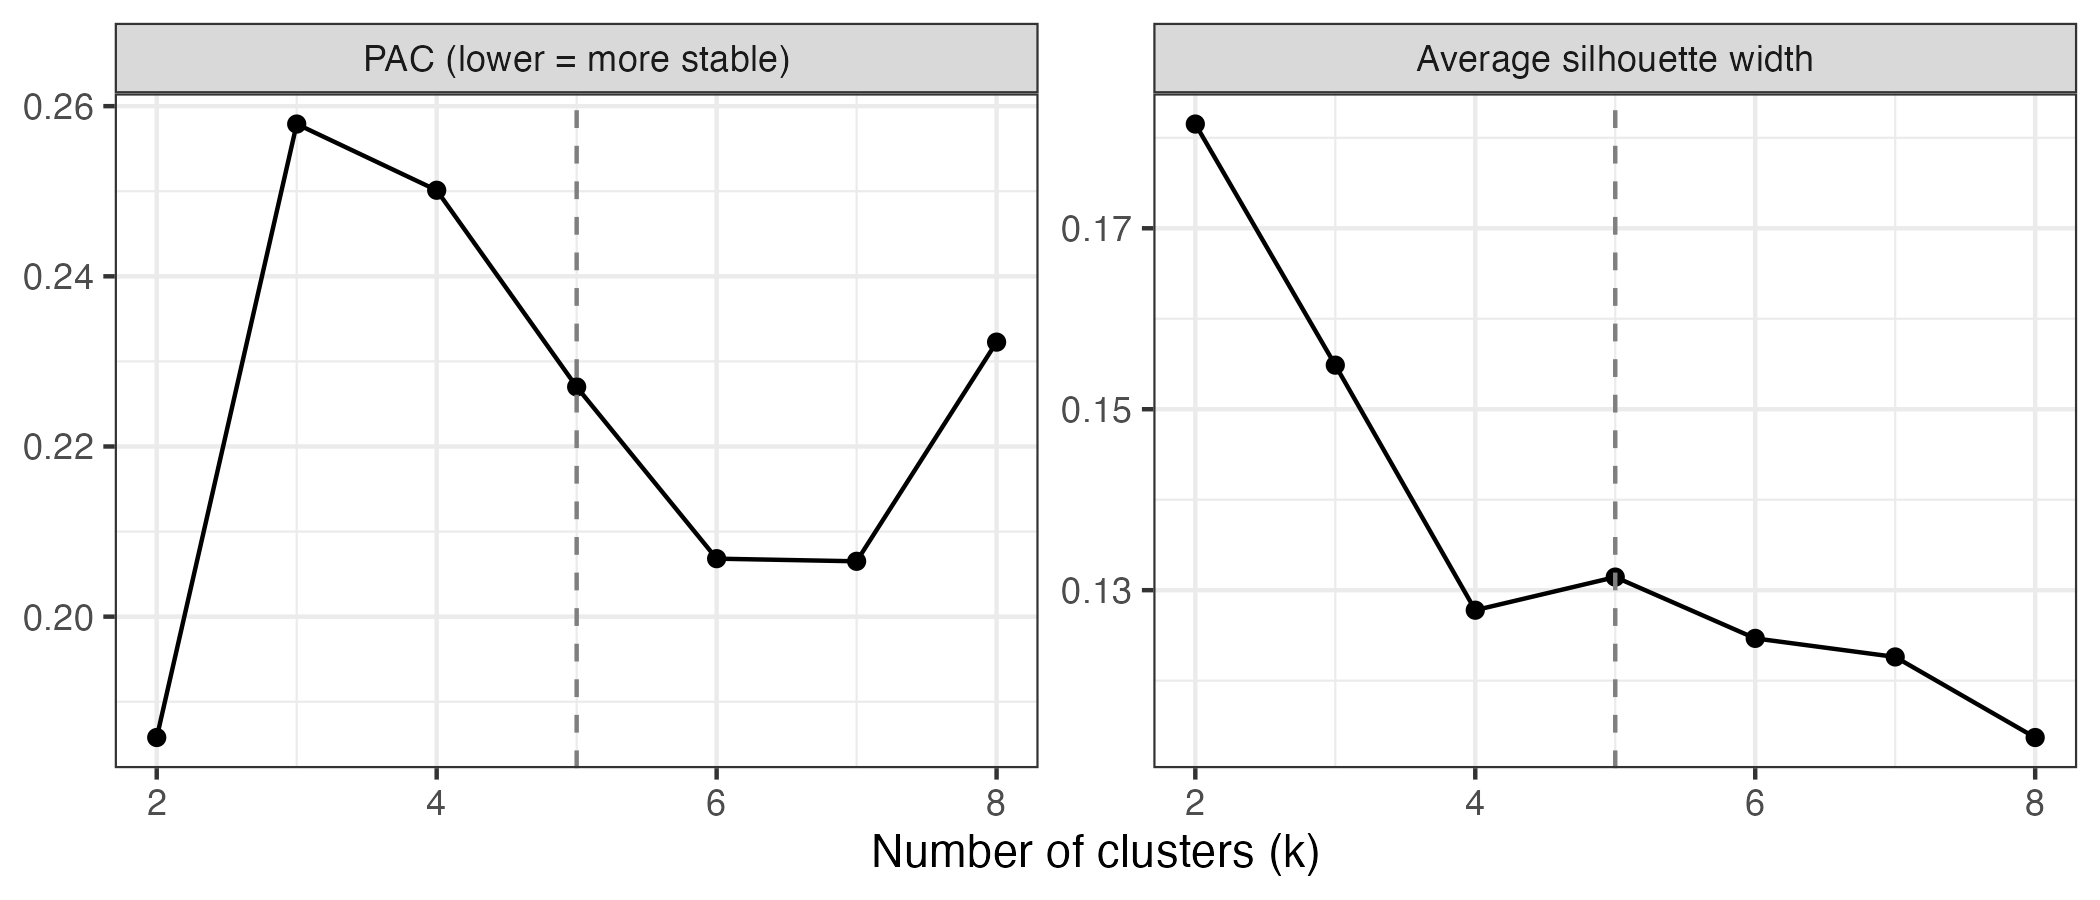 PAC (lower = more stable)
0.26
0.24
0.22
0.20
2 4 6 8
Average silhouette width
0.17
0.15
0.13
2 4 6 8
Number of clusters (k)